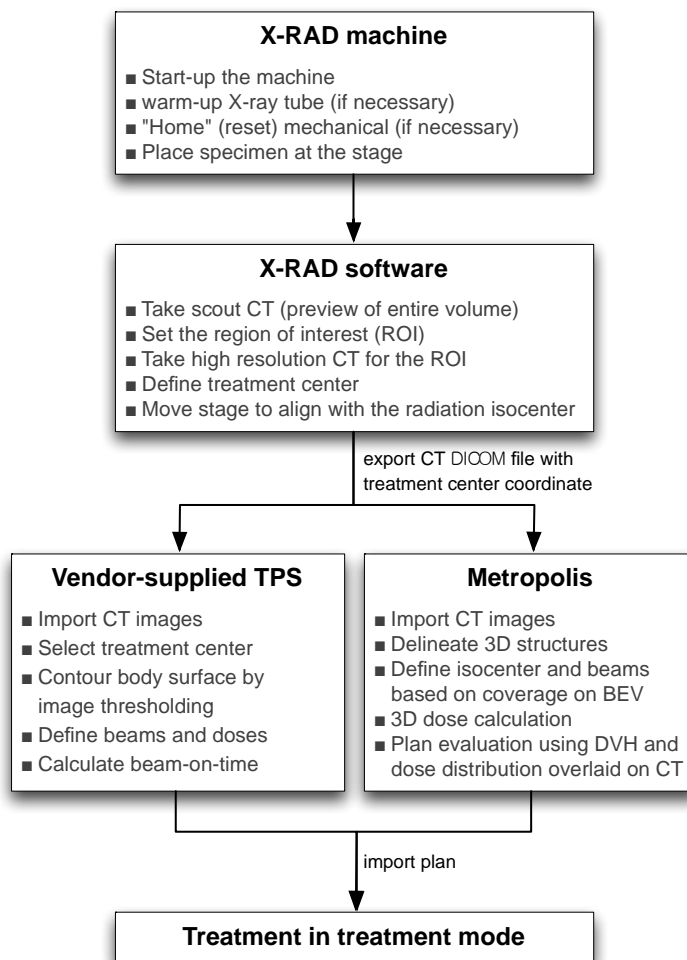 X-RAD machine
■ Start-up the machine
■ warm-up X-ray tube (if necessary)
■ "Home" (reset) mechanical (if necessary)
■ Place specimen at the stage
X-RAD software
■ Take scout CT (preview of entire volume)
■ Set the region of interest (ROI)
■ Take high resolution CT for the ROI
■ Define treatment center
■ Move stage to align with the radiation isocenter
export CT DICOM file with
treatment center coordinate
Vendor-supplied TPS
■ Import CT images
■ Select treatment center
■ Contour body surface by
image thresholding
■ Define beams and doses
■ Calculate beam-on-time
Metropolis
■ Import CT images
■ Delineate 3D structures
■ Define isocenter and beams
based on coverage on BEV
■ 3D dose calculation
■ Plan evaluation using DVH and
dose distribution overlaid on CT
import plan
Treatment in treatment mode